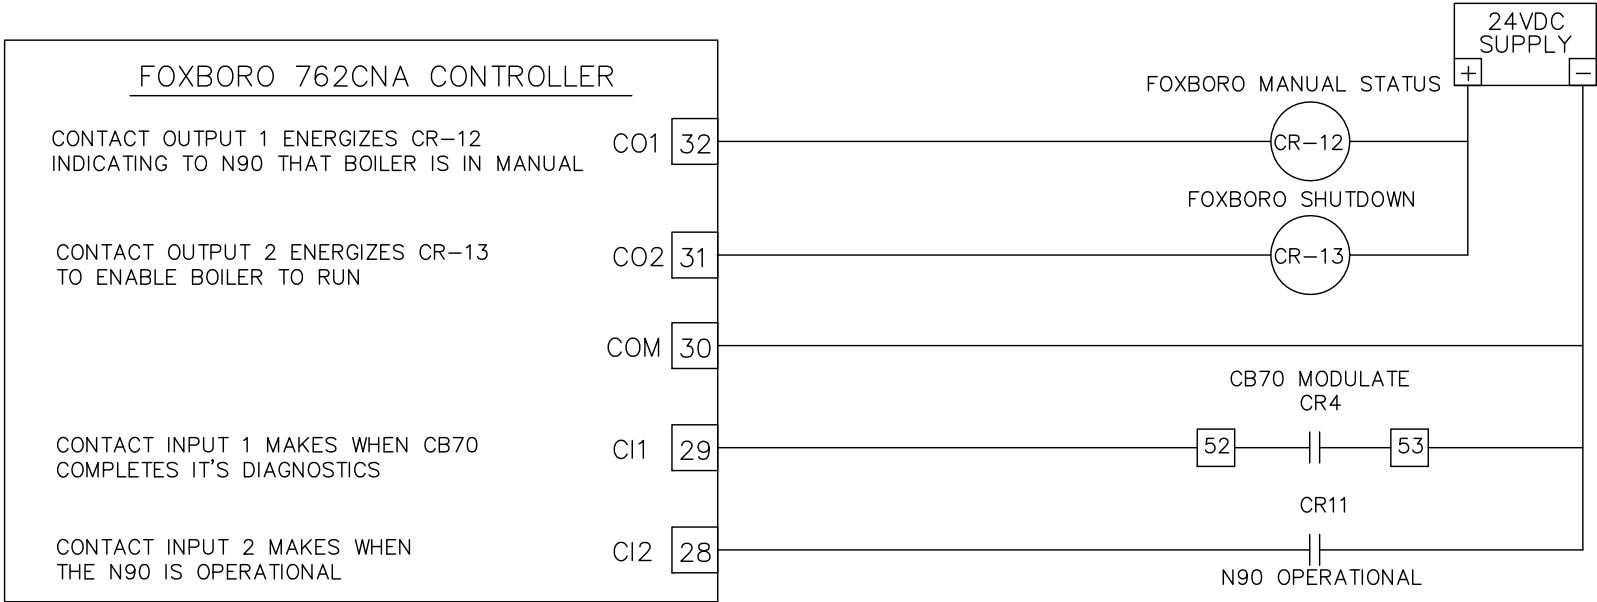 24VDC
SUPPLY
+ −
FOXBORO 762CNA CONTROLLER
FOXBORO MANUAL STATUS
CONTACT OUTPUT 1 ENERGIZES CR−12
INDICATING TO N90 THAT BOILER IS IN MANUAL
CO1 32
CR−12
FOXBORO SHUTDOWN
CONTACT OUTPUT 2 ENERGIZES CR−13
TO ENABLE BOILER TO RUN
CO2 31
CR−13
COM 30
CB70 MODULATE
CR4
CONTACT INPUT 1 MAKES WHEN CB70
COMPLETES IT'S DIAGNOSTICS
CI1 29
52 53
CR11
CONTACT INPUT 2 MAKES WHEN
THE N90 IS OPERATIONAL
CI2 28
N90 OPERATIONAL